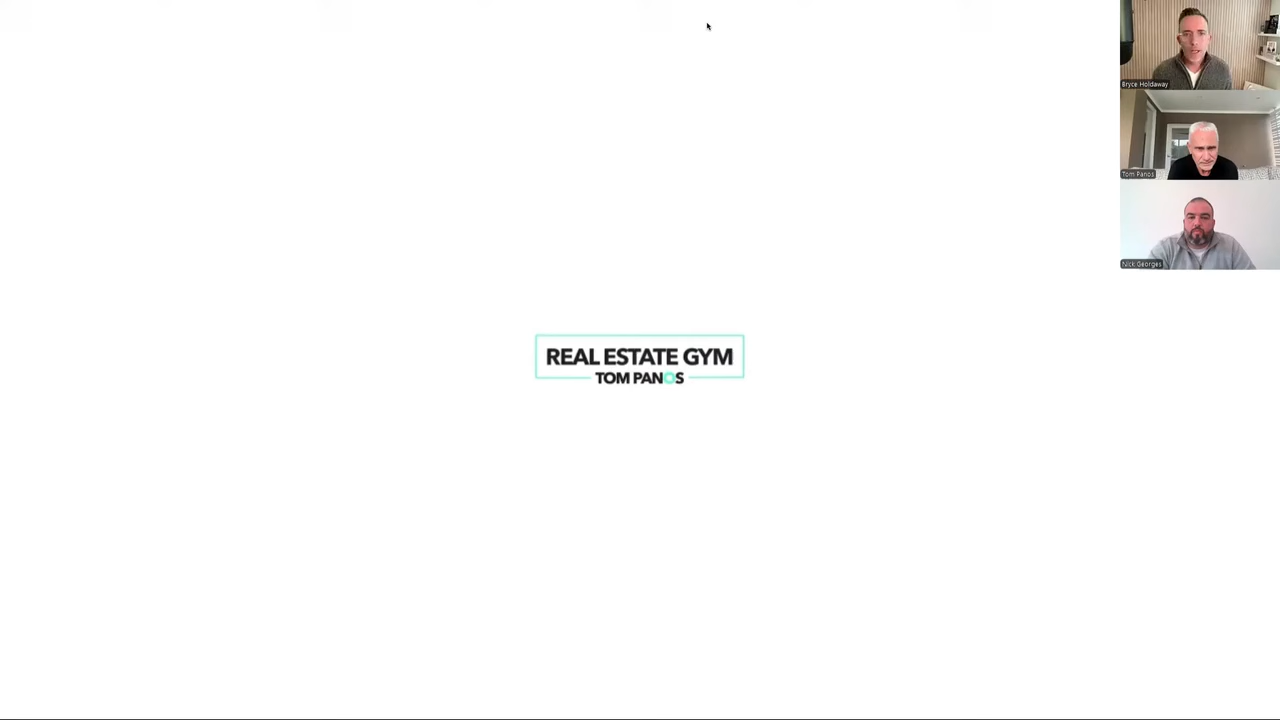 Bryce Holdaway
Tom Panos
Nick Georges
REAL ESTATE GYM
TOM PANOS